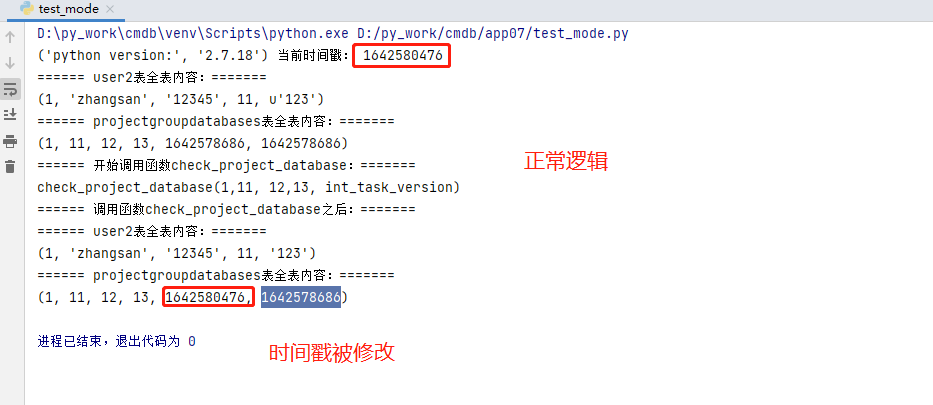 test_mode
D:\py_work\cmdb\venv\Scripts\python.exe D:/py_work/cmdb/app07/test_mode.py
('python version:', '2.7.18') 当前时间戳: 1642580476
====== user2表全表内容：=======
(1, 'zhangsan', '12345', 11, u'123')
====== projectgroupdatabases表全表内容：=======
(1, 11, 12, 13, 1642578686, 1642578686)
====== 开始调用函数check_project_database：=======
正常逻辑
check_project_database(1,11, 12,13, int_task_version)
====== 调用函数check_project_database之后：=======
====== user2表全表内容：=======
(1, 'zhangsan', '12345', 11, '123')
====== projectgroupdatabases表全表内容：=======
(1, 11, 12, 13, 1642580476, 1642578686)
进程已结束，退出代码为 0
时间戳被修改